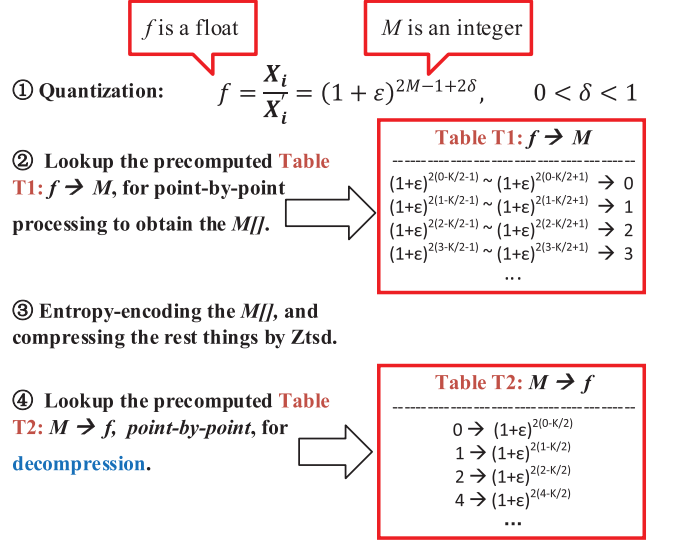 f is a float
M is an integer
① Quantization: f = X_i / X'_i = (1 + ε)^{2M−1+2δ}, 0 < δ < 1
② Lookup the precomputed Table
T1: f → M, for point-by-point
processing to obtain the M[].
Table T1: f → M
(1+ε)^{2(0-K/2-1)} ~ (1+ε)^{2(0-K/2+1)} → 0
(1+ε)^{2(1-K/2-1)} ~ (1+ε)^{2(1-K/2+1)} → 1
(1+ε)^{2(2-K/2-1)} ~ (1+ε)^{2(2-K/2+1)} → 2
(1+ε)^{2(3-K/2-1)} ~ (1+ε)^{2(3-K/2+1)} → 3
...
③ Entropy-encoding the M[], and
compressing the rest things by Ztsd.
④ Lookup the precomputed Table
T2: M → f, point-by-point, for
decompression.
Table T2: M → f
0 → (1+ε)^{2(0-K/2)}
1 → (1+ε)^{2(1-K/2)}
2 → (1+ε)^{2(2-K/2)}
4 → (1+ε)^{2(4-K/2)}
...